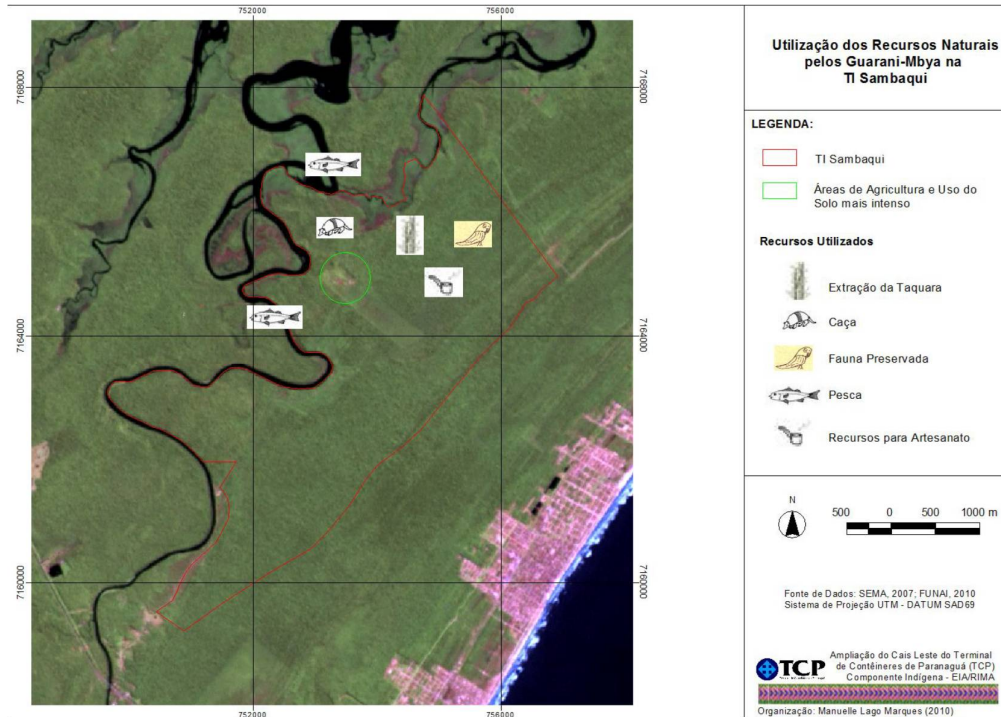 752000
756000
7168000
7168000
7164000
7164000
7160000
7160000
752000
756000
Utilização dos Recursos Naturais
pelos Guarani-Mbya na
TI Sambaqui
LEGENDA:
TI Sambaqui
Áreas de Agricultura e Uso do
Solo mais intenso
Recursos Utilizados
Extração da Taquara
Caça
Fauna Preservada
Pesca
Recursos para Artesanato
N
500 0 500 1000 m
Fonte de Dados: SEMA, 2007; FUNAI, 2010
Sistema de Projeção UTM - DATUM SAD69
TCP
Ampliação do Cais Leste do Terminal
de Contêineres de Paranaguá (TCP)
Componente Indígena - EIA/RIMA
Organização: Manuelle Lago Marques (2010)